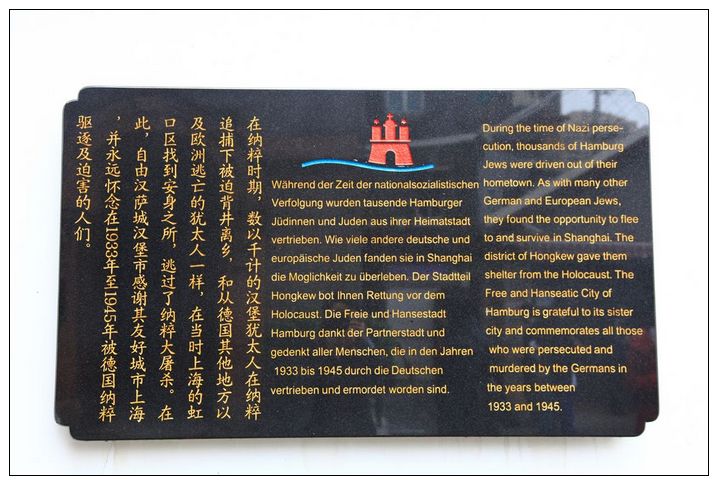 在纳粹时期，数以千计的汉堡犹太人在纳粹
追捕下被迫背井离乡，和从德国其他地方以
及欧洲逃亡的犹太人一样，在当时上海的虹
口区找到安身之所，逃过了纳粹大屠杀。在
此，自由汉萨城汉堡市感谢其友好城市上海
，并永远怀念在1933年至1945年被德国纳粹
驱逐及迫害的人们。
Während der Zeit der nationalsozialistischen
Verfolgung wurden tausende Hamburger
Jüdinnen und Juden aus ihrer Heimatstadt
vertrieben. Wie viele andere deutsche und
europäische Juden fanden sie in Shanghai
die Moglichkeit zu überleben. Der Stadtteil
Hongkew bot Ihnen Rettung vor dem
Holocaust. Die Freie und Hansestadt
Hamburg dankt der Partnerstadt und
gedenkt aller Menschen, die in den Jahren
1933 bis 1945 durch die Deutschen
vertrieben und ermordet worden sind.
During the time of Nazi perse-
cution, thousands of Hamburg
Jews were driven out of their
hometown. As with many other
German and European Jews,
they found the opportunity to flee
to and survive in Shanghai. The
district of Hongkew gave them
shelter from the Holocaust. The
Free and Hanseatic City of
Hamburg is grateful to its sister
city and commemorates all those
who were persecuted and
murdered by the Germans in
the years between
1933 and 1945.